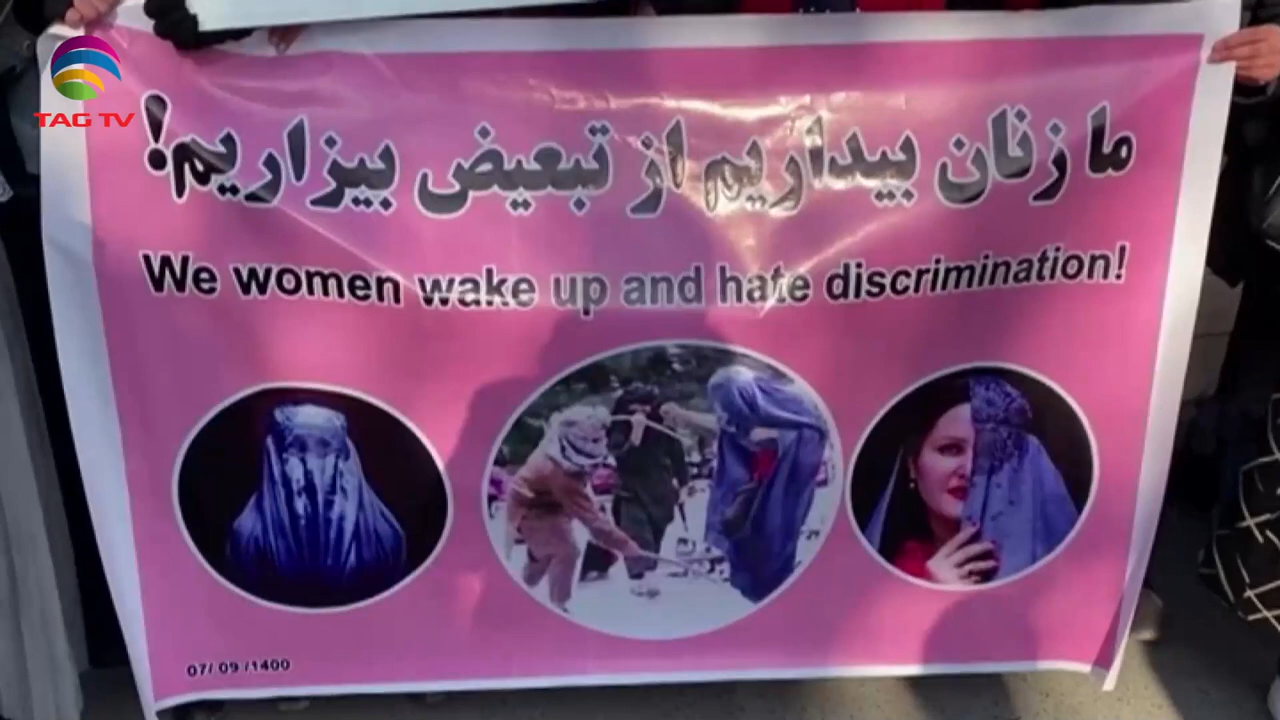 TAG TV
ما زنان بیداریم از تبعیض بیزاریم!
We women wake up and hate discrimination!
07/ 09 /1400